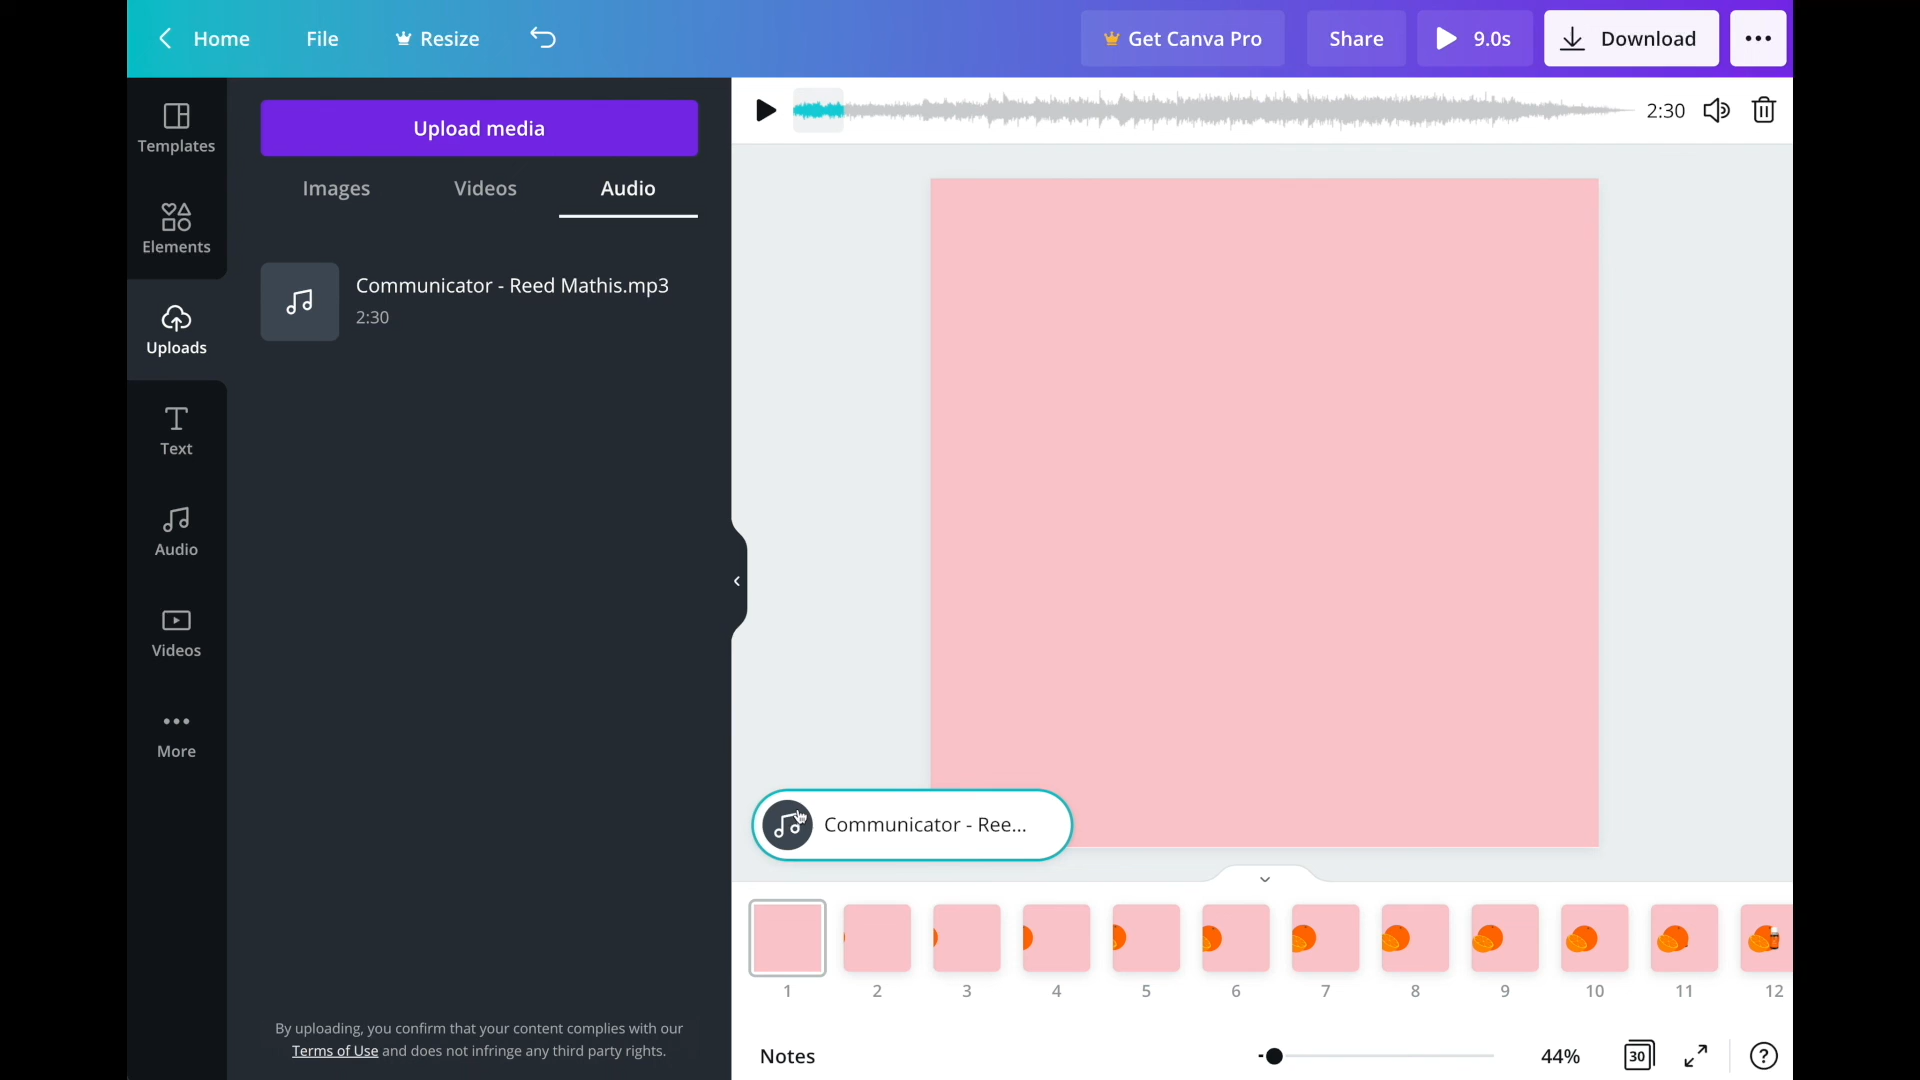 Home
File
Resize
Get Canva Pro
Share
9.0s
Download
Templates
Elements
Uploads
Text
Audio
Videos
More
Upload media
Images
Videos
Audio
Communicator - Reed Mathis.mp3
2:30
By uploading, you confirm that your content complies with our
Terms of Use and does not infringe any third party rights.
2:30
Communicator - Ree...
1
2
3
4
5
6
7
8
9
10
11
12
Notes
44%
30
?